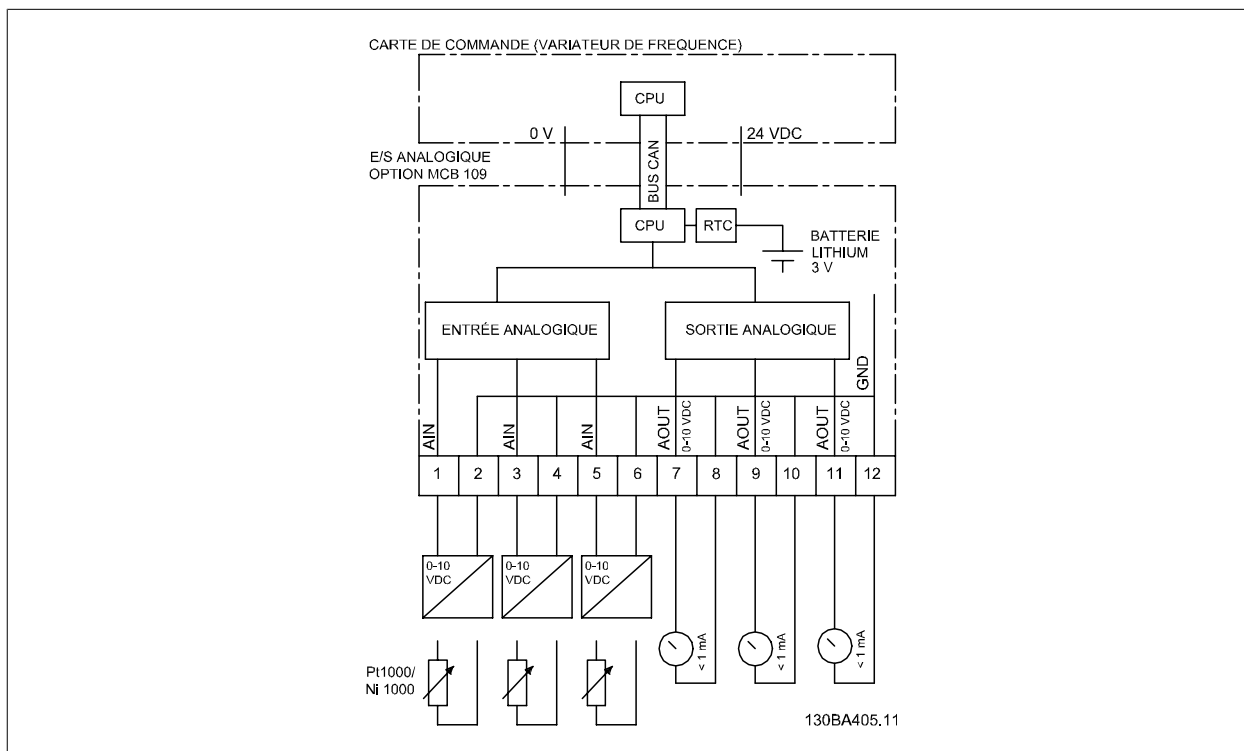 CARTE DE COMMANDE (VARIATEUR DE FREQUENCE)
CPU
0 V
24 VDC
BUS CAN
E/S ANALOGIQUE
OPTION MCB 109
CPU
RTC
BATTERIE
LITHIUM
3 V
ENTRÉE ANALOGIQUE
SORTIE ANALOGIQUE
GND
AIN
AIN
AIN
AOUT
0-10 VDC
AOUT
0-10 VDC
AOUT
0-10 VDC
1 2 3 4 5 6 7 8 9 10 11 12
0-10
VDC
0-10
VDC
0-10
VDC
< 1 mA
< 1 mA
< 1 mA
Pt1000/
Ni 1000
130BA405.11